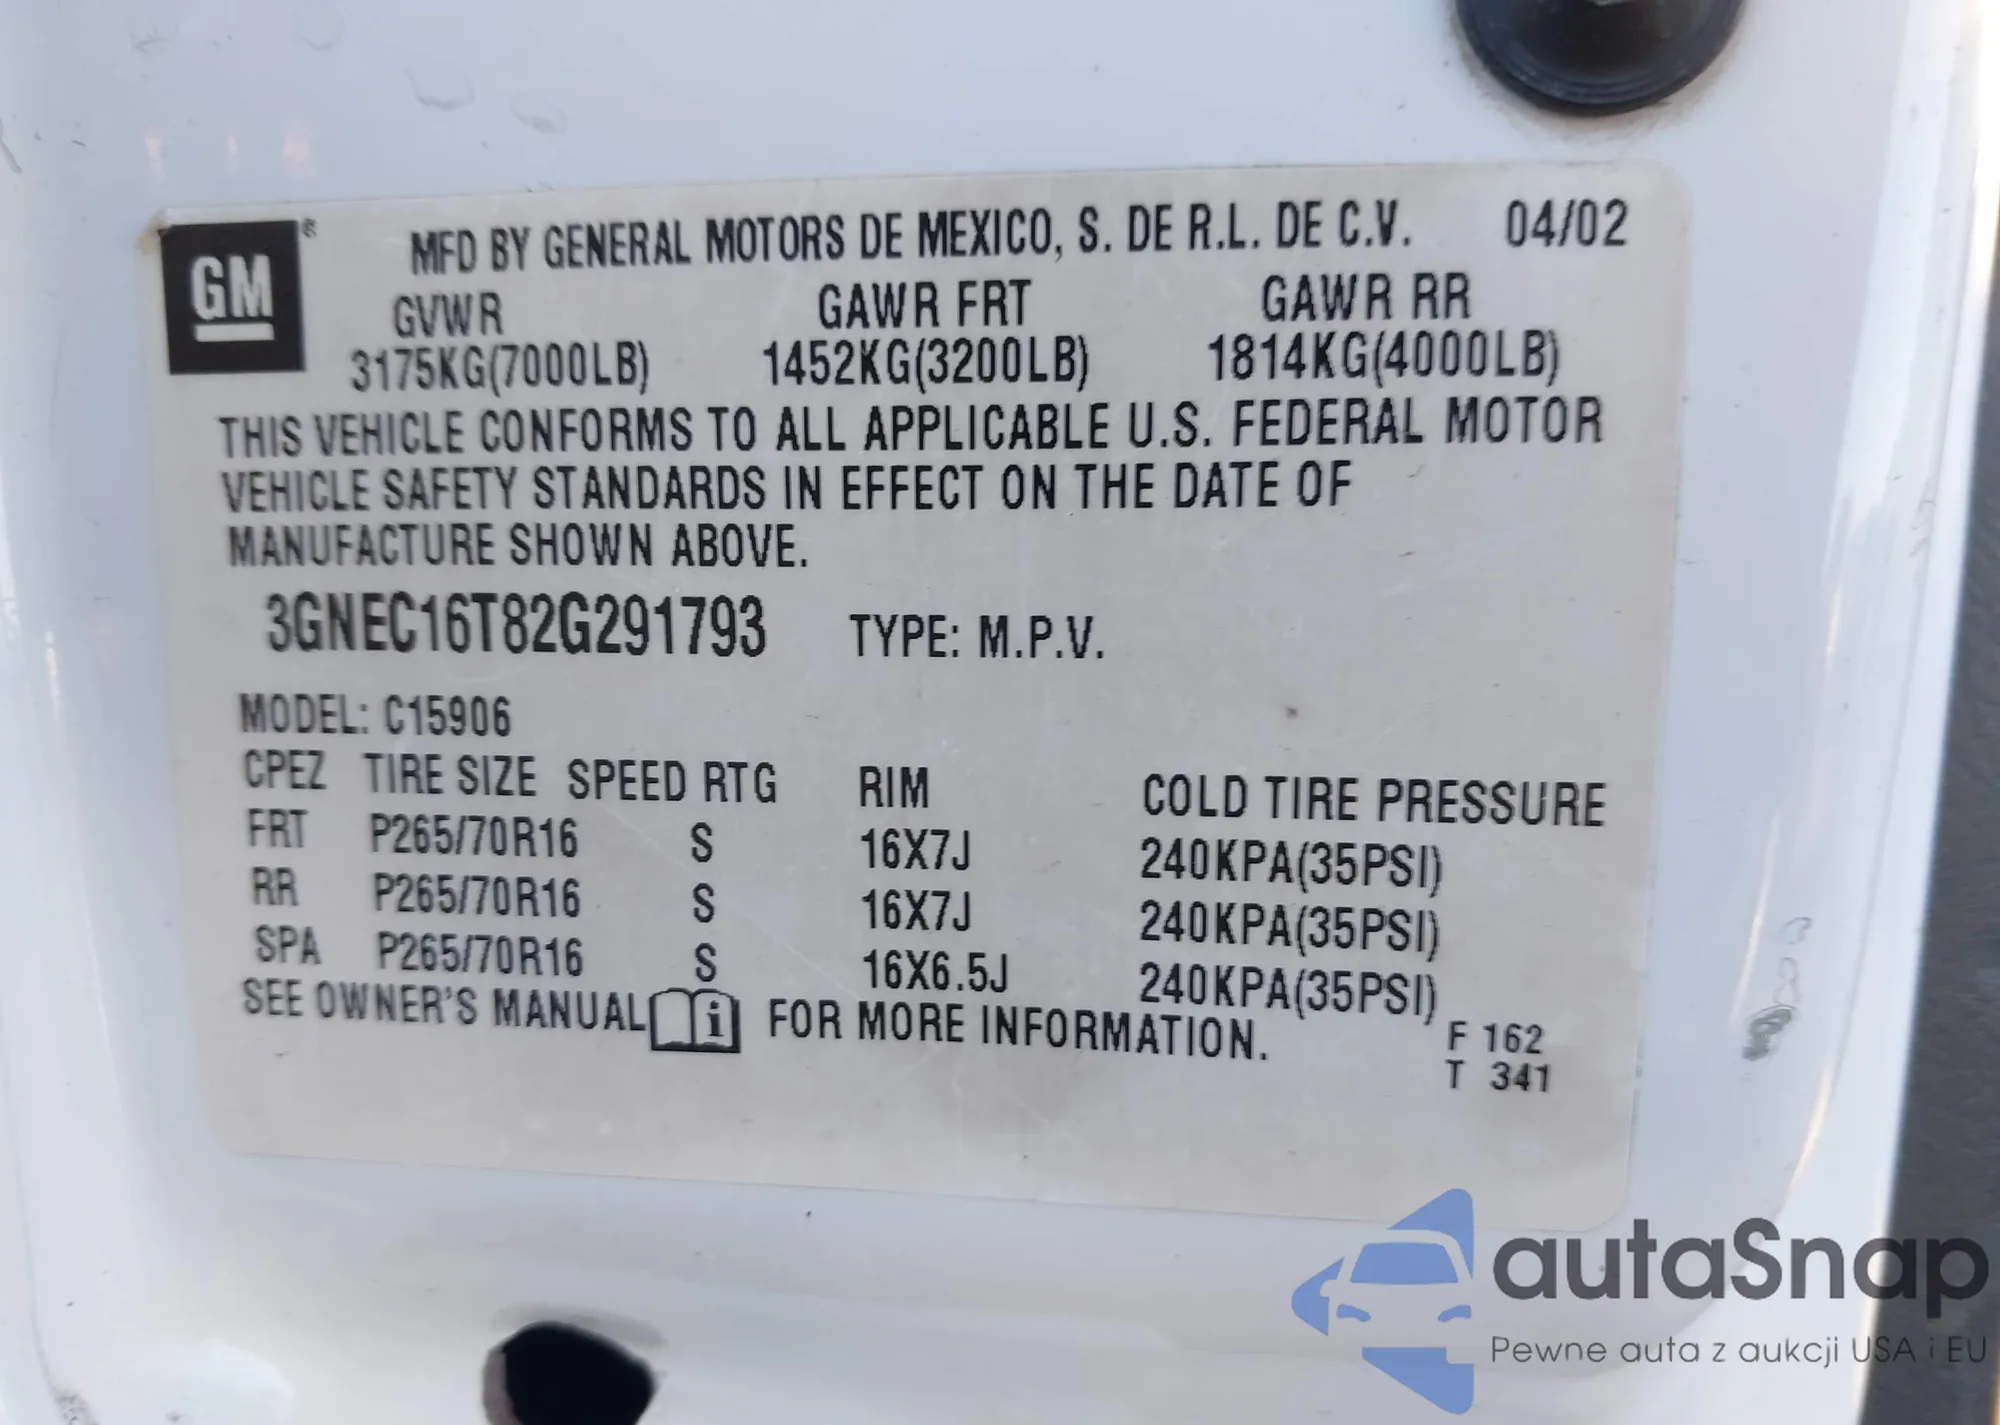 GM®
MFD BY GENERAL MOTORS DE MEXICO, S. DE R.L. DE C.V. 04/02
GVWR GAWR FRT GAWR RR
3175KG(7000LB) 1452KG(3200LB) 1814KG(4000LB)
THIS VEHICLE CONFORMS TO ALL APPLICABLE U.S. FEDERAL MOTOR
VEHICLE SAFETY STANDARDS IN EFFECT ON THE DATE OF
MANUFACTURE SHOWN ABOVE.
3GNEC16T82G291793 TYPE: M.P.V.
MODEL: C15906
CPEZ TIRE SIZE SPEED RTG RIM COLD TIRE PRESSURE
FRT P265/70R16 S 16X7J 240KPA(35PSI)
RR P265/70R16 S 16X7J 240KPA(35PSI)
SPA P265/70R16 S 16X6.5J 240KPA(35PSI)
SEE OWNER'S MANUAL i FOR MORE INFORMATION.
F 162
T 341
autaSnap
Pewne auta z aukcji USA i EU